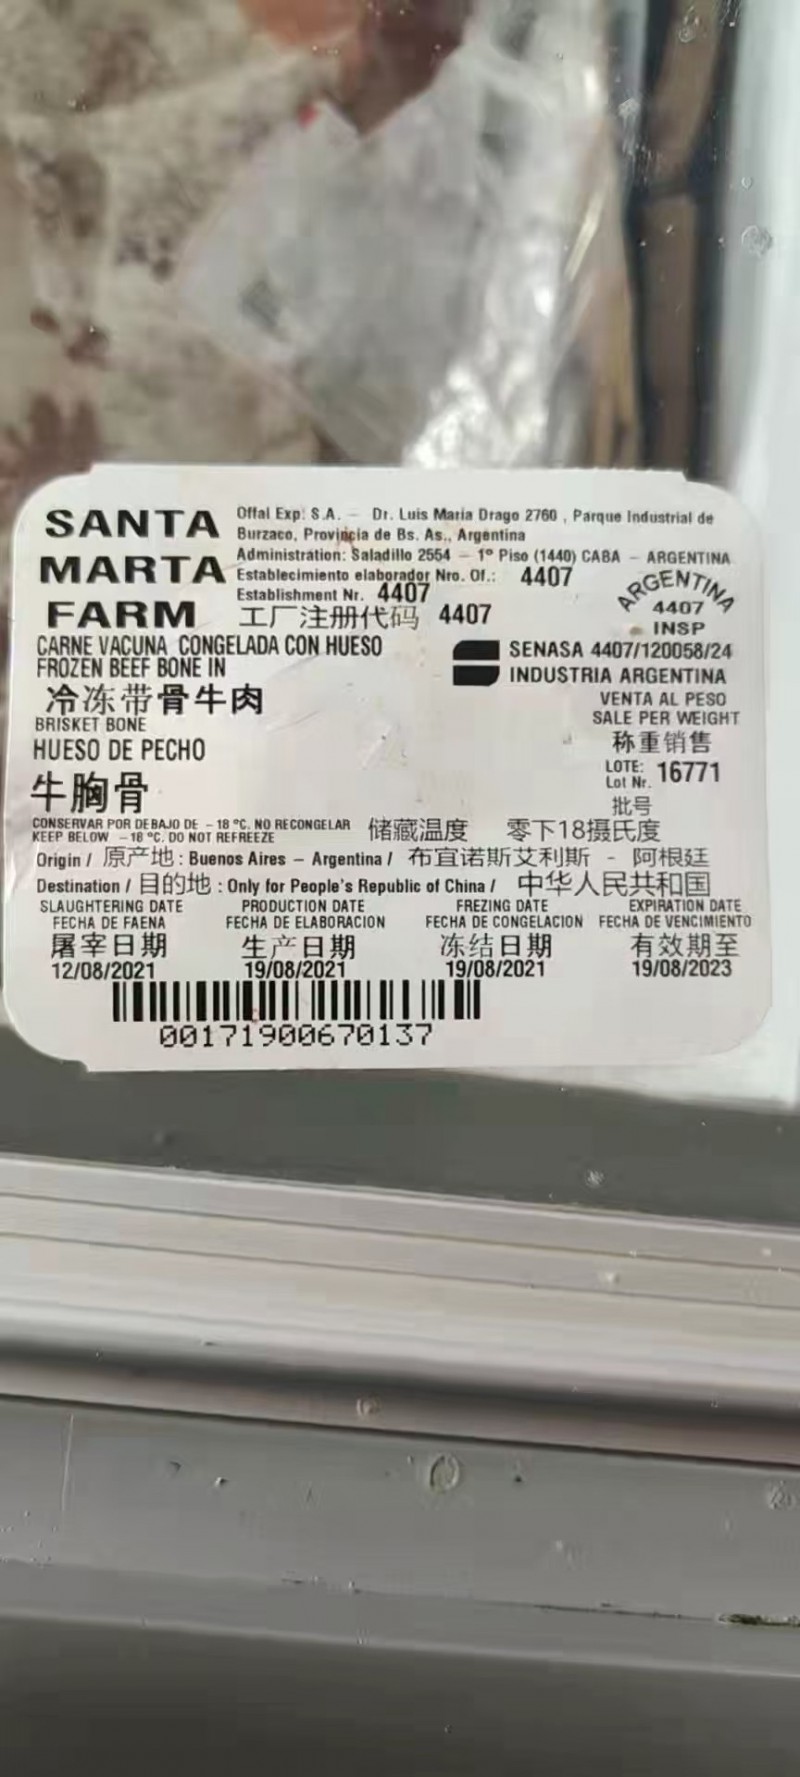 SANTA MARTA FARM
Offal Exp: S.A. – Dr. Luis Maria Drago 2760 , Parque Industrial de
Burzaco, Provincia de Bs. As., Argentina
Administration: Saladillo 2554 – 1º Piso (1440) CABA – ARGENTINA
Establecimiento elaborador Nro. Of.: 4407
Establishment Nr. 4407
工厂注册代码 4407
ARGENTINA
4407
INSP
CARNE VACUNA CONGELADA CON HUESO
FROZEN BEEF BONE IN
冷冻带骨牛肉
BRISKET BONE
HUESO DE PECHO
牛胸骨
SENASA 4407/120058/24
INDUSTRIA ARGENTINA
VENTA AL PESO
SALE PER WEIGHT
称重销售
LOTE: 16771
Lot Nr.
批号
CONSERVAR POR DEBAJO DE – 18 ºC. NO RECONGELAR
KEEP BELOW – 18 ºC. DO NOT REFREEZE
储藏温度 零下18摄氏度
Origin / 原产地 : Buenos Aires – Argentina / 布宜诺斯艾利斯 - 阿根廷
Destination / 目的地 : Only for People's Republic of China / 中华人民共和国
SLAUGHTERING DATE PRODUCTION DATE FREZING DATE EXPIRATION DATE
FECHA DE FAENA FECHA DE ELABORACION FECHA DE CONGELACION FECHA DE VENCIMIENTO
屠宰日期 生产日期 冻结日期 有效期至
12/08/2021 19/08/2021 19/08/2021 19/08/2023
00171900670137